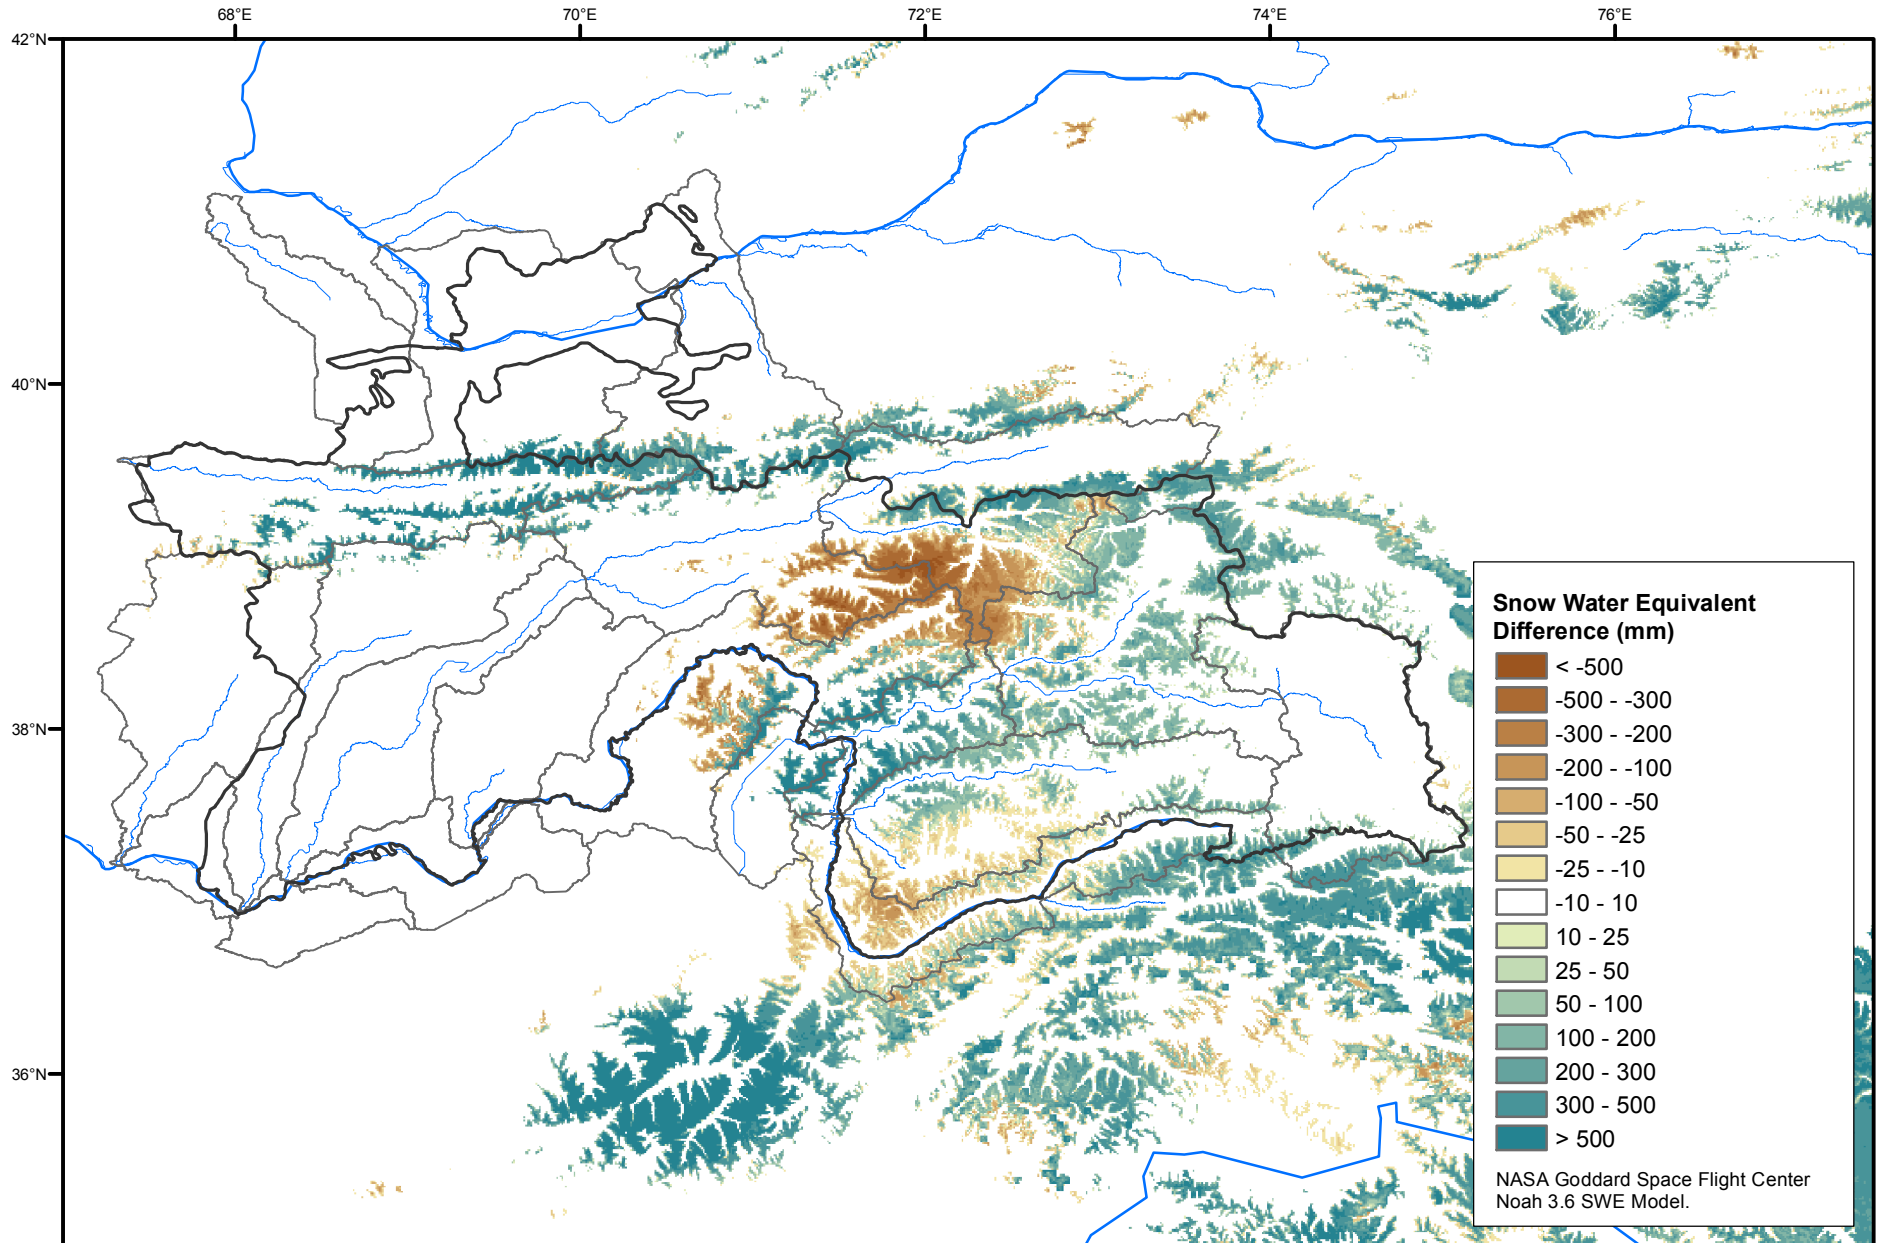 68°E
70°E
72°E
74°E
76°E
42°N
40°N
38°N
36°N
Snow Water Equivalent
Difference (mm)
< -500
-500 - -300
-300 - -200
-200 - -100
-100 - -50
-50 - -25
-25 - -10
-10 - 10
10 - 25
25 - 50
50 - 100
100 - 200
200 - 300
300 - 500
> 500
NASA Goddard Space Flight Center
Noah 3.6 SWE Model.